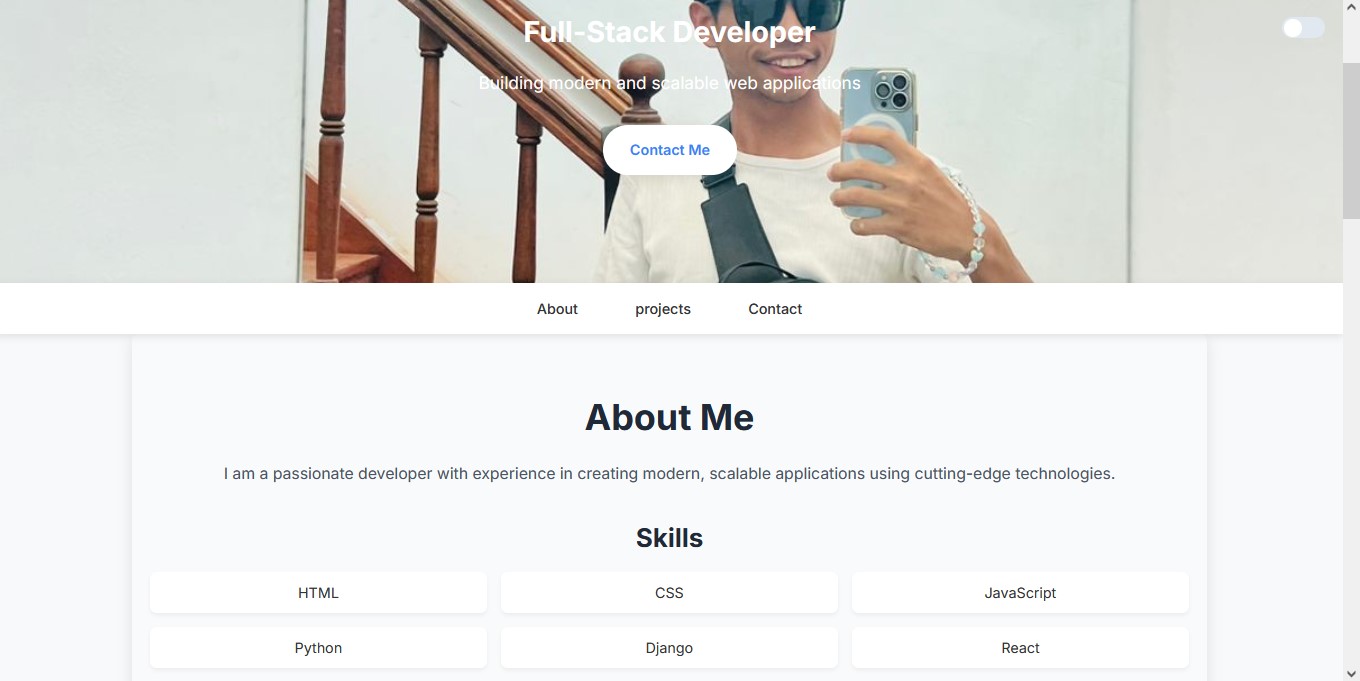 Full-Stack Developer
Building modern and scalable web applications
Contact Me
About projects Contact
About Me
I am a passionate developer with experience in creating modern, scalable applications using cutting-edge technologies.
Skills
HTML CSS JavaScript
Python Django React